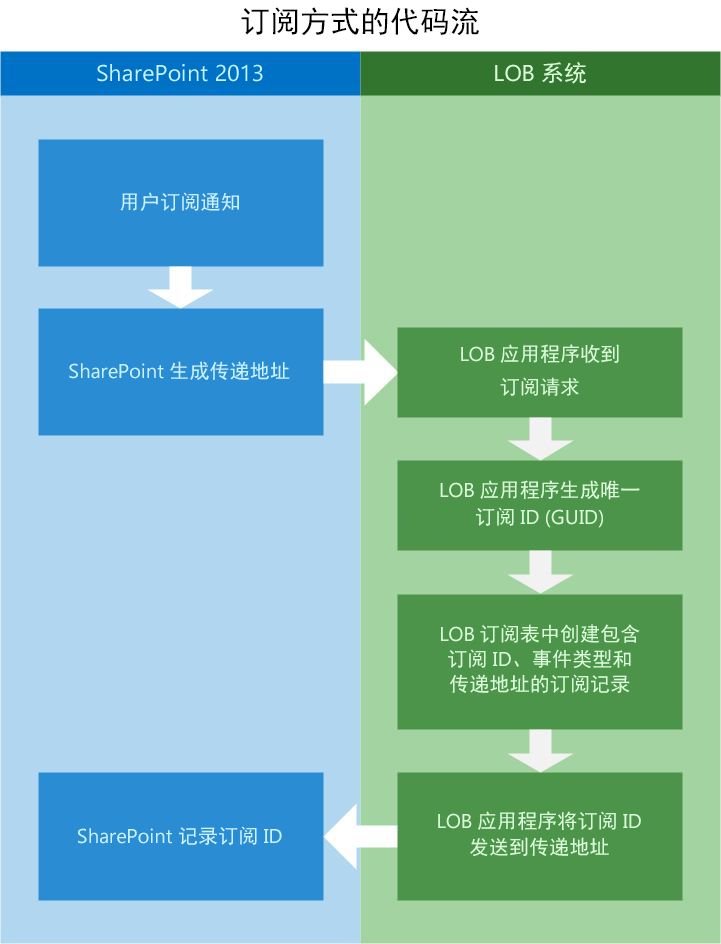 订阅方式的代码流
SharePoint 2013
LOB 系统
用户订阅通知
SharePoint 生成传递地址
LOB 应用程序收到
订阅请求
LOB 应用程序生成唯一
订阅 ID (GUID)
LOB 订阅表中创建包含
订阅 ID、事件类型和
传递地址的订阅记录
LOB 应用程序将订阅 ID
发送到传递地址
SharePoint 记录订阅 ID